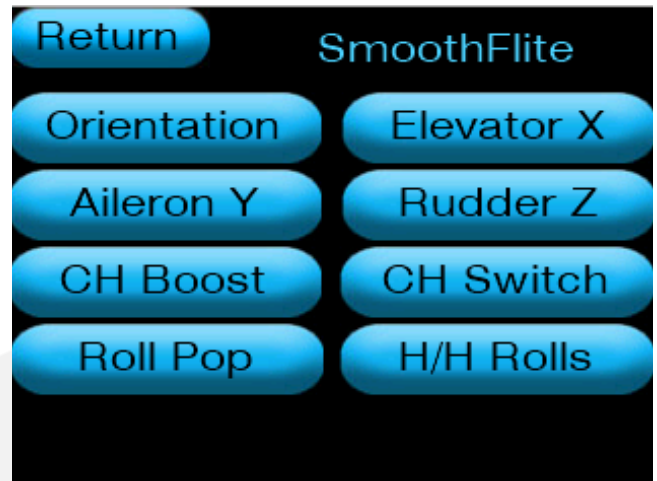 Return
SmoothFlite
Orientation
Elevator X
Aileron Y
Rudder Z
CH Boost
CH Switch
Roll Pop
H/H Rolls